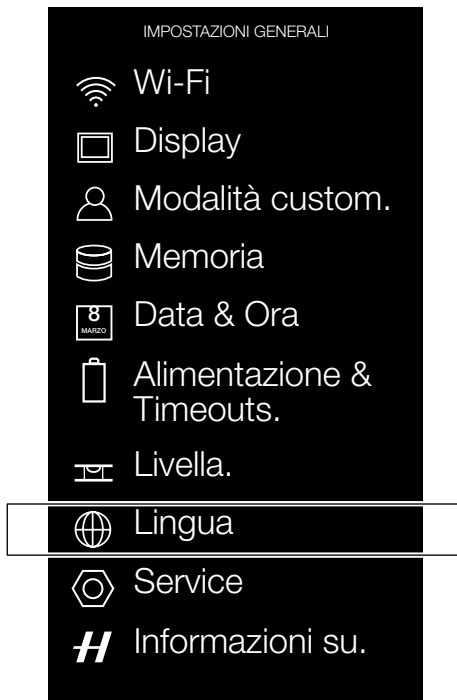 IMPOSTAZIONI GENERALI
Wi-Fi
Display
Modalità custom.
Memoria
8
MARZO
Data & Ora
Alimentazione &
Timeouts.
Livella.
Lingua
Service
Informazioni su.